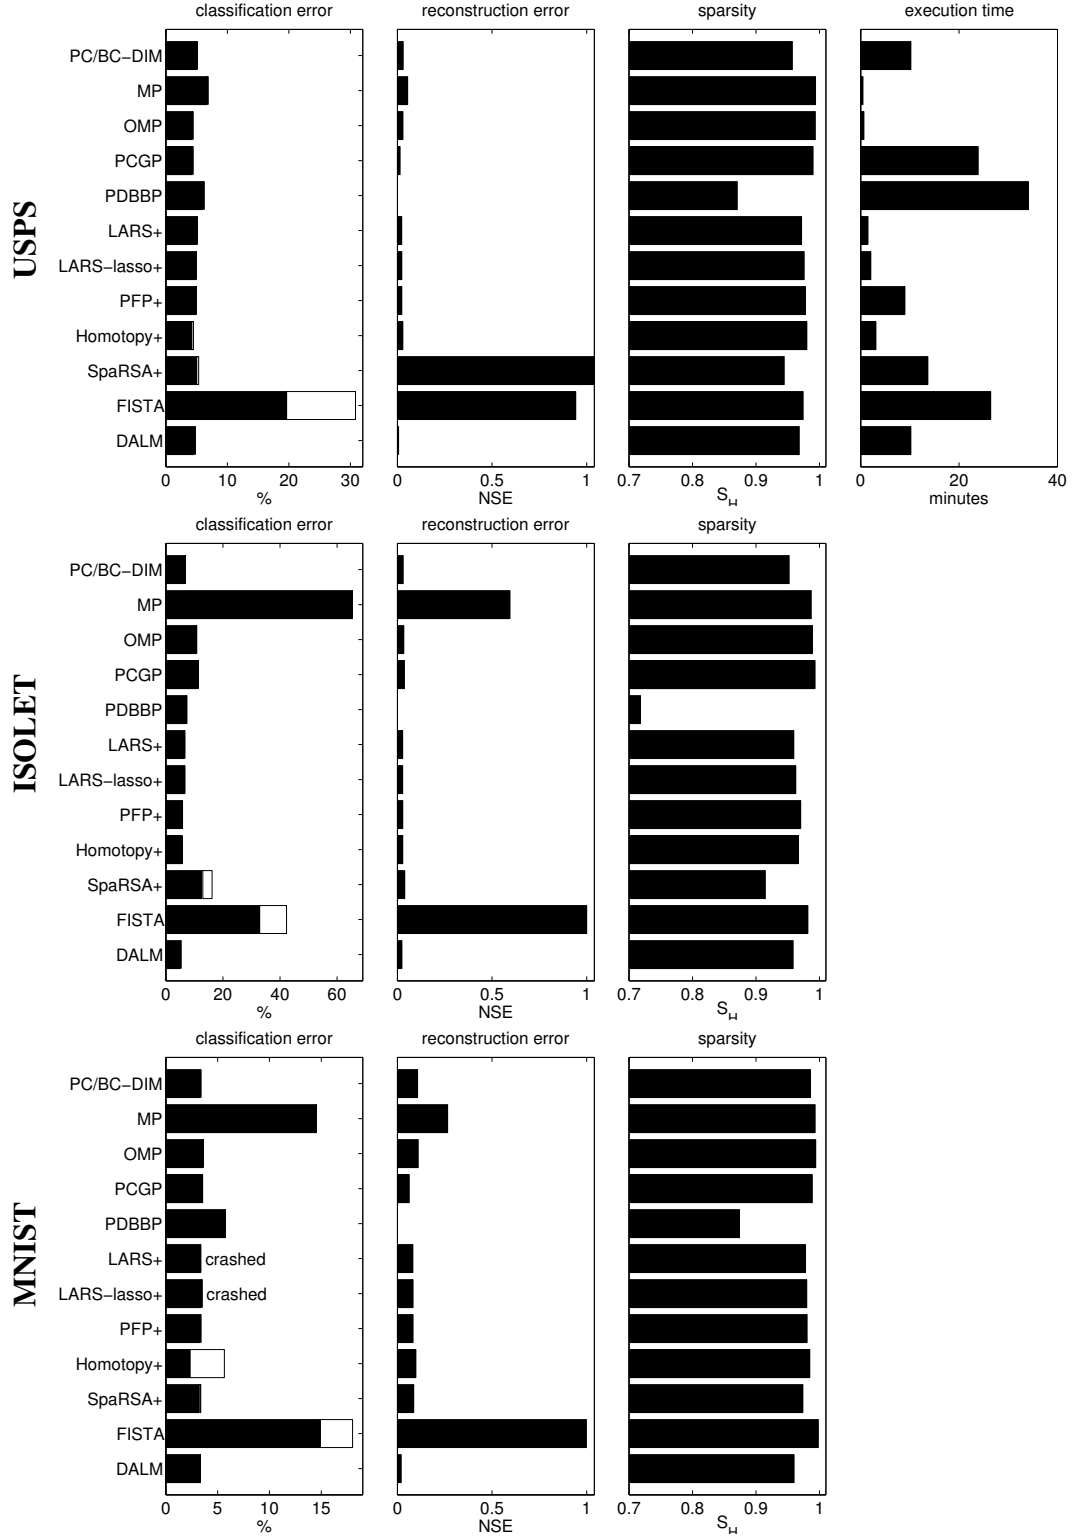 classification error reconstruction error sparsity execution time
USPS
PC/BC−DIM
MP
OMP
PCGP
PDBBP
LARS+
LARS−lasso+
PFP+
Homotopy+
SpaRSA+
FISTA
DALM
0 10 20 30 0 0.5 1 0.7 0.8 0.9 1 0 20 40
% NSE S_H minutes
classification error reconstruction error sparsity
ISOLET
PC/BC−DIM
MP
OMP
PCGP
PDBBP
LARS+
LARS−lasso+
PFP+
Homotopy+
SpaRSA+
FISTA
DALM
0 20 40 60 0 0.5 1 0.7 0.8 0.9 1
% NSE S_H
classification error reconstruction error sparsity
MNIST
PC/BC−DIM
MP
OMP
PCGP
PDBBP
LARS+ crashed
LARS−lasso+ crashed
PFP+
Homotopy+
SpaRSA+
FISTA
DALM
0 5 10 15 0 0.5 1 0.7 0.8 0.9 1
% NSE S_H